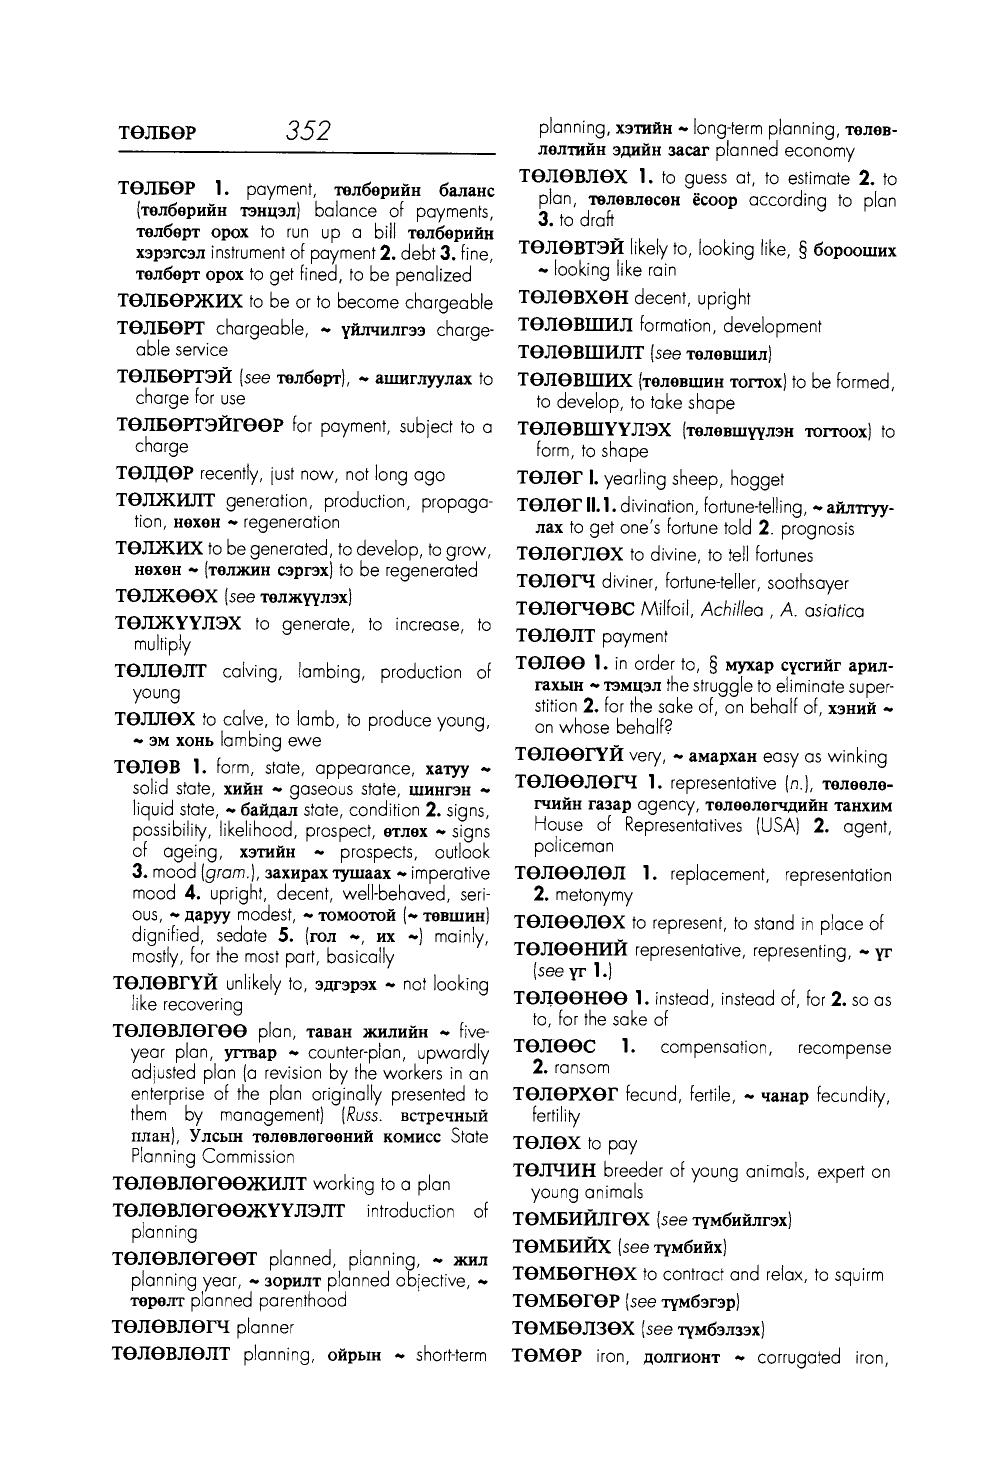 ТӨЛБӨР 352
ТӨЛБӨР 1. payment, төлбөрийн баланс
(төлбөрийн тэнцэл) balance of payments,
төлбөрт орох to run up a bill төлбөрийн
хэрэгсэл instrument of payment 2. debt 3. fine,
төлбөрт орох to get fined, to be penalized
ТӨЛБӨРЖИХ to be or to become chargeable
ТӨЛБӨРТ chargeable, ~ үйлчилгээ charge-
able service
ТӨЛБӨРТЭЙ (see төлбөрт), ~ ашиглуулах to
charge for use
ТӨЛБӨРТЭЙГӨӨР for payment, subject to a
charge
ТӨЛДӨР recently, just now, not long ago
ТӨЛЖИЛТ generation, production, propaga-
tion, нөхөн ~ regeneration
ТӨЛЖИХ to be generated, to develop, to grow,
нөхөн ~ (төлжин сэргэх) to be regenerated
ТӨЛЖӨӨХ (see төлжүүлэх)
ТӨЛЖҮҮЛЭХ to generate, to increase, to
multiply
ТӨЛЛӨЛТ calving, lambing, production of
young
ТӨЛЛӨХ to calve, to lamb, to produce young,
~ эм хонь lambing ewe
ТӨЛӨВ 1. form, state, appearance, хатуу ~
solid state, хийн ~ gaseous state, шингэн ~
liquid state, ~ байдал state, condition 2. signs,
possibility, likelihood, prospect, өтлөх ~ signs
of ageing, хэтийн ~ prospects, outlook
3. mood (gram.), захирах тушаах ~ imperative
mood 4. upright, decent, well-behaved, seri-
ous, ~ даруу modest, ~ томоотой (~ төвшин)
dignified, sedate 5. (гол ~, их ~) mainly,
mostly, for the most part, basically
ТӨЛӨВГҮЙ unlikely to, эдгэрэх ~ not looking
like recovering
ТӨЛӨВЛӨГӨӨ plan, таван жилийн ~ five-
year plan, угтвар ~ counter-plan, upwardly
adjusted plan (a revision by the workers in an
enterprise of the plan originally presented to
them by management) (Russ. встречный
план), Улсын төлөвлөгөөний комисс State
Planning Commission
ТӨЛӨВЛӨГӨӨЖИЛТ working to a plan
ТӨЛӨВЛӨГӨӨЖҮҮЛЭЛТ introduction of
planning
ТӨЛӨВЛӨГӨӨТ planned, planning, ~ жил
planning year, ~ зорилт planned objective, ~
төрөлт planned parenthood
ТӨЛӨВЛӨГЧ planner
ТӨЛӨВЛӨЛТ planning, ойрын ~ short-term
planning, хэтийн ~ long-term planning, төлөв-
лөлтийн эдийн засаг planned economy
ТӨЛӨВЛӨХ 1. to guess at, to estimate 2. to
plan, төлөвлөсөн ёсоор according to plan
3. to draft
ТӨЛӨВТЭЙ likely to, looking like, § бороошиx
~ looking like rain
ТӨЛӨВХӨН decent, upright
ТӨЛӨВШИЛ formation, development
ТӨЛӨВШИЛТ (see төлөвшил)
ТӨЛӨВШИХ (төлөвшин тогтох) to be formed,
to develop, to take shape
ТӨЛӨВШҮҮЛЭХ (төлөвшүүлэн тогтоох) to
form, to shape
ТӨЛӨГ I. yearling sheep, hogget
ТӨЛӨГ II.1. divination, fortune-telling, ~ айлтгуу-
лах to get one's fortune told 2. prognosis
ТӨЛӨГЛӨХ to divine, to tell fortunes
ТӨЛӨГЧ diviner, fortune-teller, soothsayer
ТӨЛӨГЧӨВС Milfoil, Achillea , A. asiatica
ТӨЛӨЛТ payment
ТӨЛӨӨ 1. in order to, § мухар сүсгийг арил-
гахын ~ тэмцэл the struggle to eliminate super-
stition 2. for the sake of, on behalf of, хэний ~
on whose behalf?
ТӨЛӨӨГҮЙ very, ~ амархан easy as winking
ТӨЛӨӨЛӨГЧ 1. representative (n.), төлөөлө-
гчийн газар agency, төлөөлөгчдийн танхим
House of Representatives (USA) 2. agent,
policeman
ТӨЛӨӨЛӨЛ 1. replacement, representation
2. metonymy
ТӨЛӨӨЛӨХ to represent, to stand in place of
ТӨЛӨӨНИЙ representative, representing, ~ үг
(see үг 1.)
ТӨЛӨӨНӨӨ 1. instead, instead of, for 2. so as
to, for the sake of
ТӨЛӨӨС 1. compensation, recompense
2. ransom
ТӨЛӨРХӨГ fecund, fertile, ~ чанар fecundity,
fertility
ТӨЛӨХ to pay
ТӨЛЧИН breeder of young animals, expert on
young animals
ТӨМБИЙЛГӨХ (see түмбийлгэх)
ТӨМБИЙХ (see түмбийх)
ТӨМБӨГНӨХ to contract and relax, to squirm
ТӨМБӨГӨР (see түмбэгэр)
ТӨМБӨЛЗӨХ (see түмбэлзэх)
ТӨМӨР iron, долгионт ~ corrugated iron,